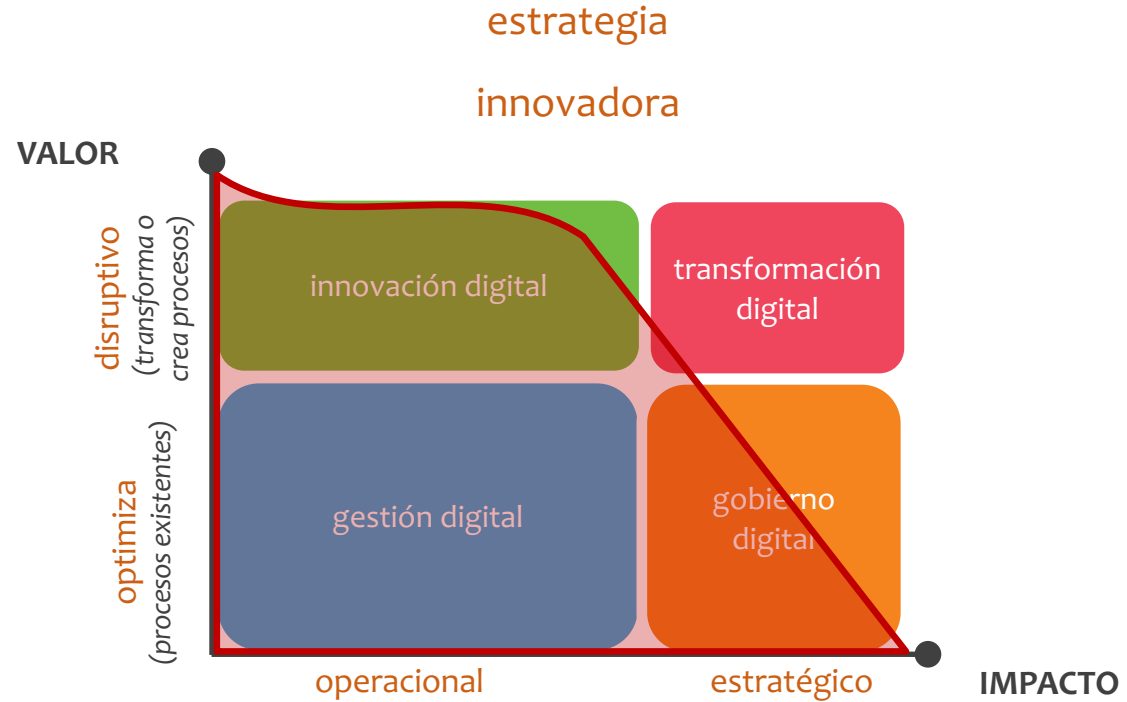 estrategia
innovadora
VALOR
disruptivo
(transforma o
crea procesos)
innovación digital
transformación
digital
optimiza
(procesos existentes)
gestión digital
gobierno
digital
operacional
estratégico
IMPACTO